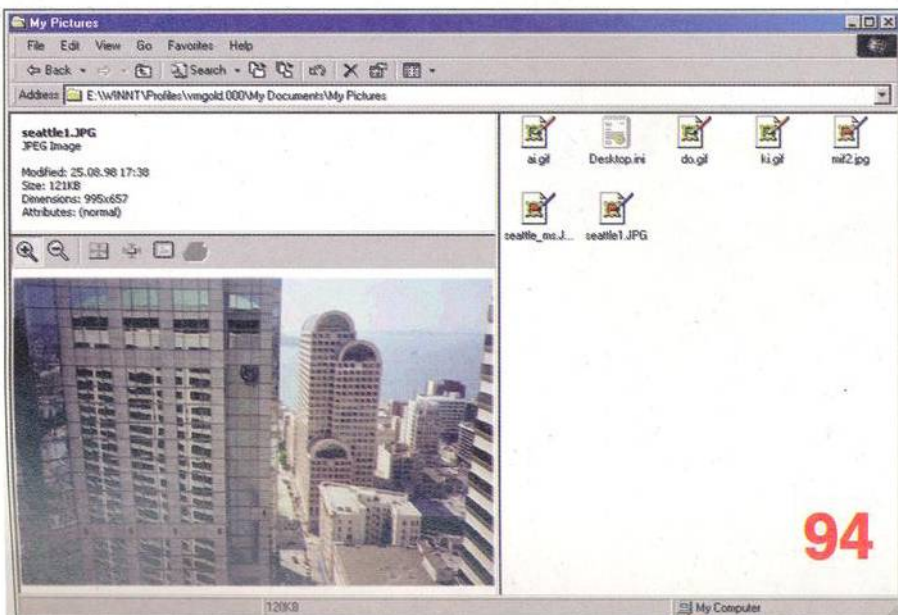 My Pictures
File Edit View Go Favorites Help
Back Search
Address E:\WINNT\Profiles\vmgold.000\My Documents\My Pictures
seattle1.JPG
JPEG Image
Modified: 25.08.98 17:38
Size: 121KB
Dimensions: 995x657
Attributes: (normal)
ai.gif Desktop.ini do.gif ki.gif mif2.jpg
seattle_ms.J... seattle1.JPG
94
120KB My Computer